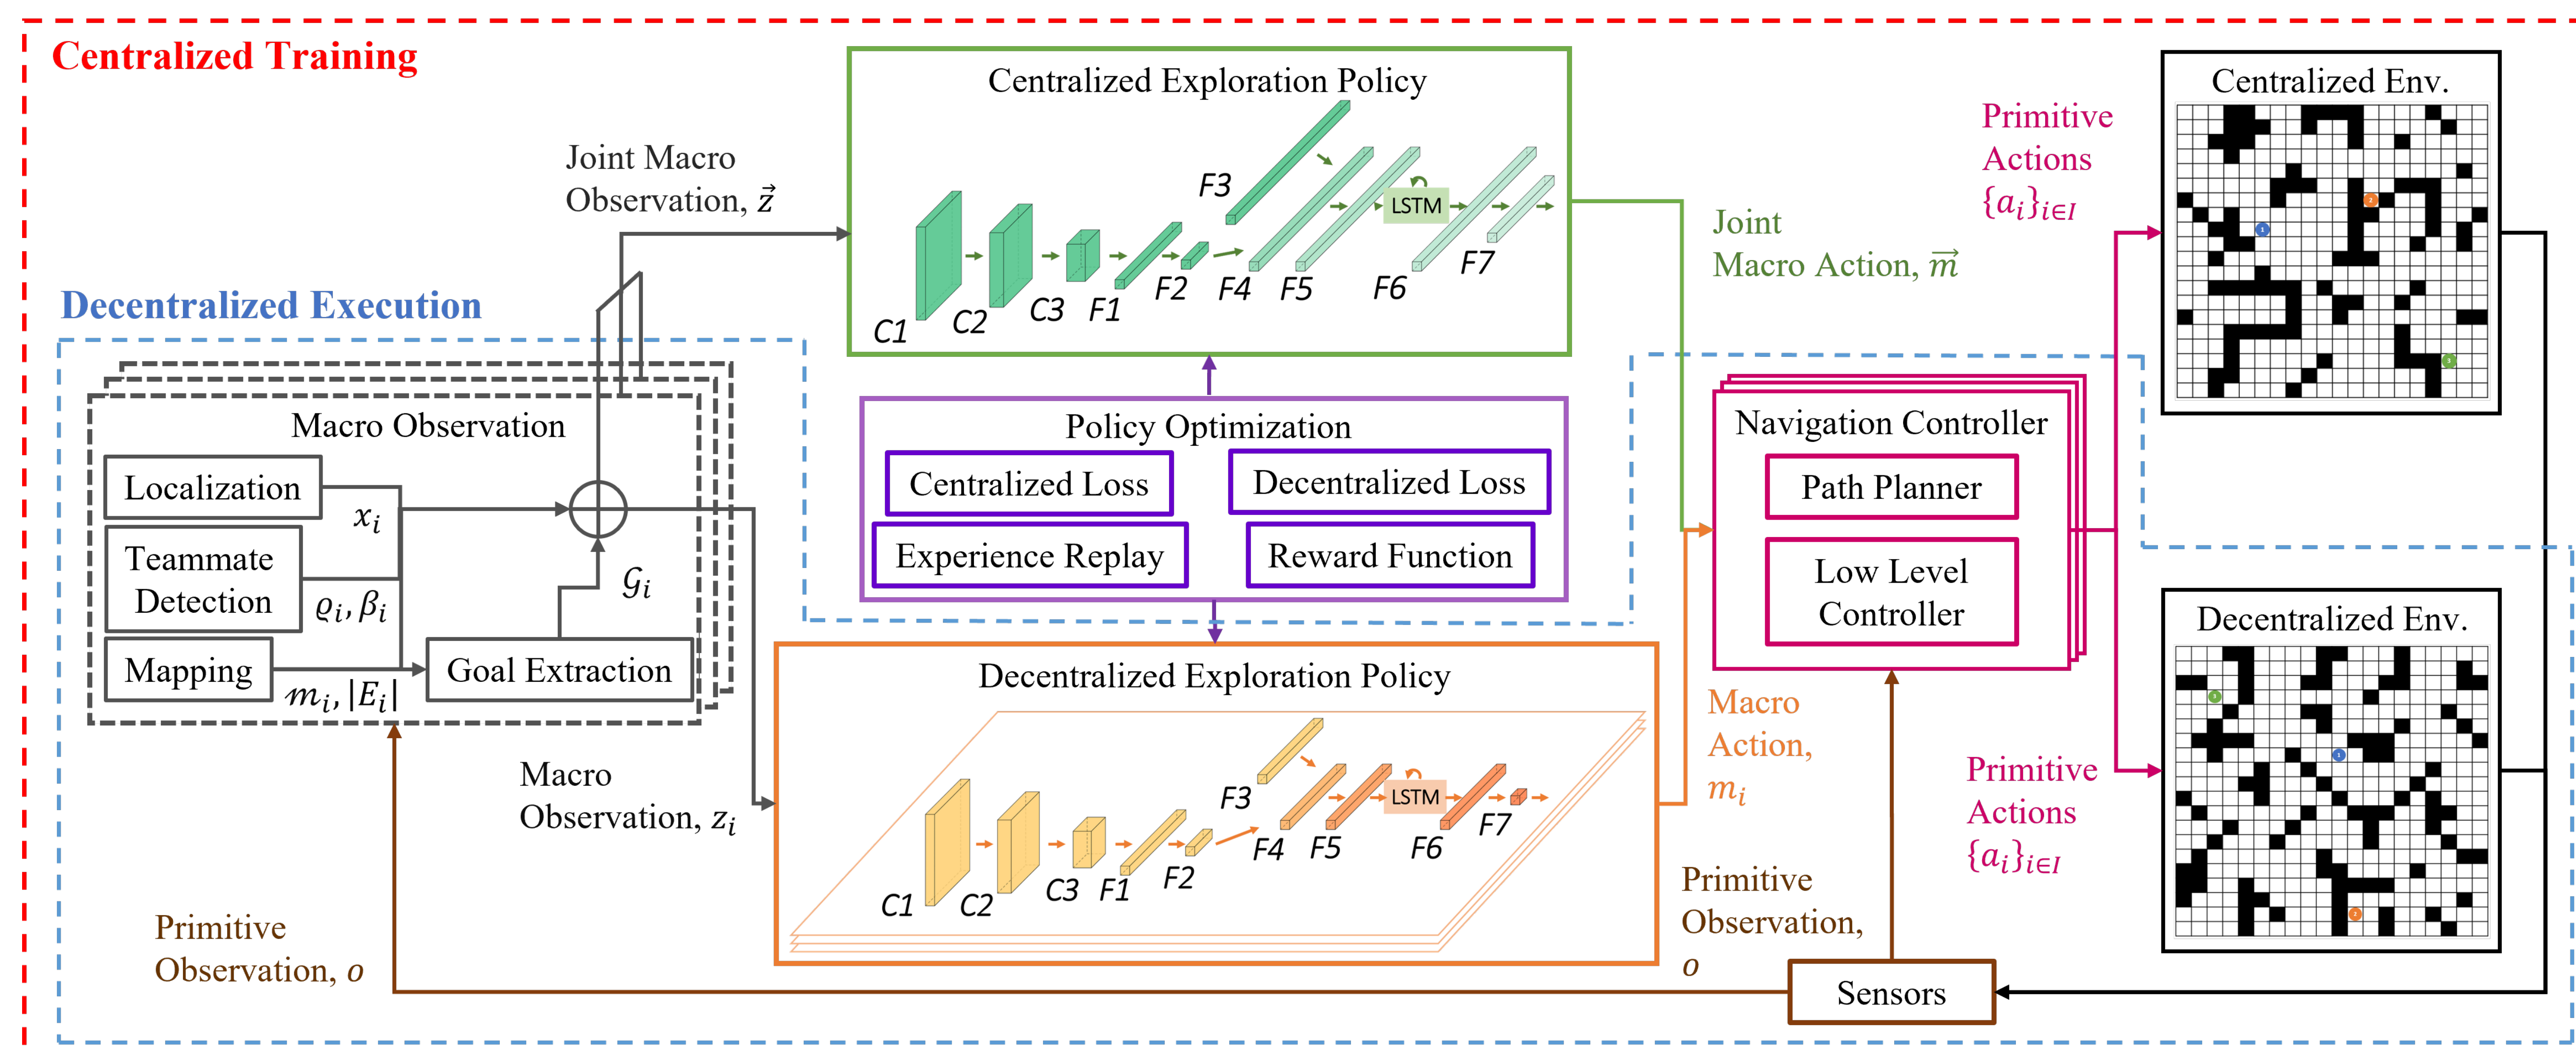 Centralized Training
Centralized Exploration Policy
C1
C2
C3
F1
F2
F3
F4
F5
LSTM
F6
F7
Joint Macro
Observation, z⃗
Joint
Macro Action, m⃗
Primitive
Actions
{aᵢ}ᵢ∈I
Centralized Env.
Decentralized Execution
Macro Observation
Localization
xᵢ
Teammate
Detection
ϱᵢ, βᵢ
Mapping
𝓂ᵢ, |Eᵢ|
Goal Extraction
𝒢ᵢ
Policy Optimization
Centralized Loss
Decentralized Loss
Experience Replay
Reward Function
Navigation Controller
Path Planner
Low Level
Controller
Decentralized Exploration Policy
C1
C2
C3
F1
F2
F3
F4
F5
LSTM
F6
F7
Macro
Observation, zᵢ
Macro
Action,
mᵢ
Primitive
Actions
{aᵢ}ᵢ∈I
Decentralized Env.
Primitive
Observation, o
Primitive
Observation,
o
Sensors